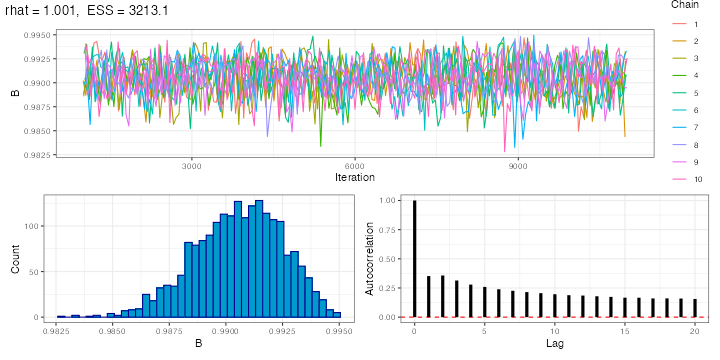 rhat = 1.001, ESS = 3213.1
Chain
1
2
3
4
5
6
7
8
9
10
0.9950
0.9925
0.9900
0.9875
0.9850
0.9825
B
3000 6000 9000
Iteration
100
50
0
Count
0.9825 0.9850 0.9875 0.9900 0.9925 0.9950
B
1.00
0.75
0.50
0.25
0.00
Autocorrelation
0 5 10 15 20
Lag